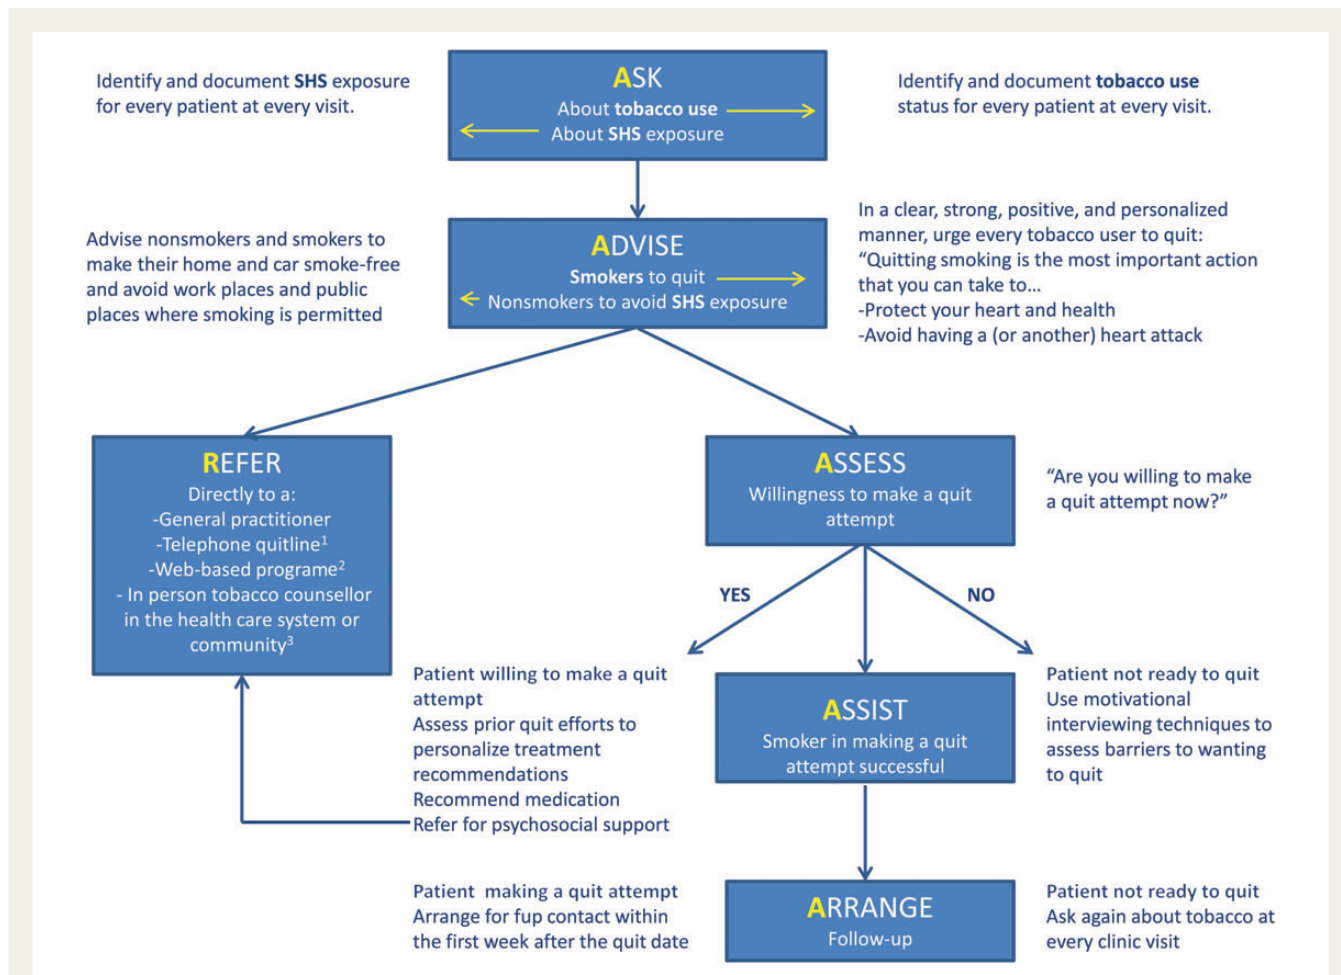 Identify and document SHS exposure
for every patient at every visit.
ASK
About tobacco use
About SHS exposure
Identify and document tobacco use
status for every patient at every visit.
Advise nonsmokers and smokers to
make their home and car smoke-free
and avoid work places and public
places where smoking is permitted
ADVISE
Smokers to quit
Nonsmokers to avoid SHS exposure
In a clear, strong, positive, and personalized
manner, urge every tobacco user to quit:
“Quitting smoking is the most important action
that you can take to…
-Protect your heart and health
-Avoid having a (or another) heart attack
REFER
Directly to a:
-General practitioner
-Telephone quitline¹
-Web-based programe²
- In person tobacco counsellor
in the health care system or
community³
ASSESS
Willingness to make a quit
attempt
“Are you willing to make
a quit attempt now?”
YES
NO
Patient willing to make a quit
attempt
Assess prior quit efforts to
personalize treatment
recommendations
Recommend medication
Refer for psychosocial support
ASSIST
Smoker in making a quit
attempt successful
Patient not ready to quit
Use motivational
interviewing techniques to
assess barriers to wanting
to quit
Patient  making a quit attempt
Arrange for fup contact within
the first week after the quit date
ARRANGE
Follow-up
Patient not ready to quit
Ask again about tobacco at
every clinic visit